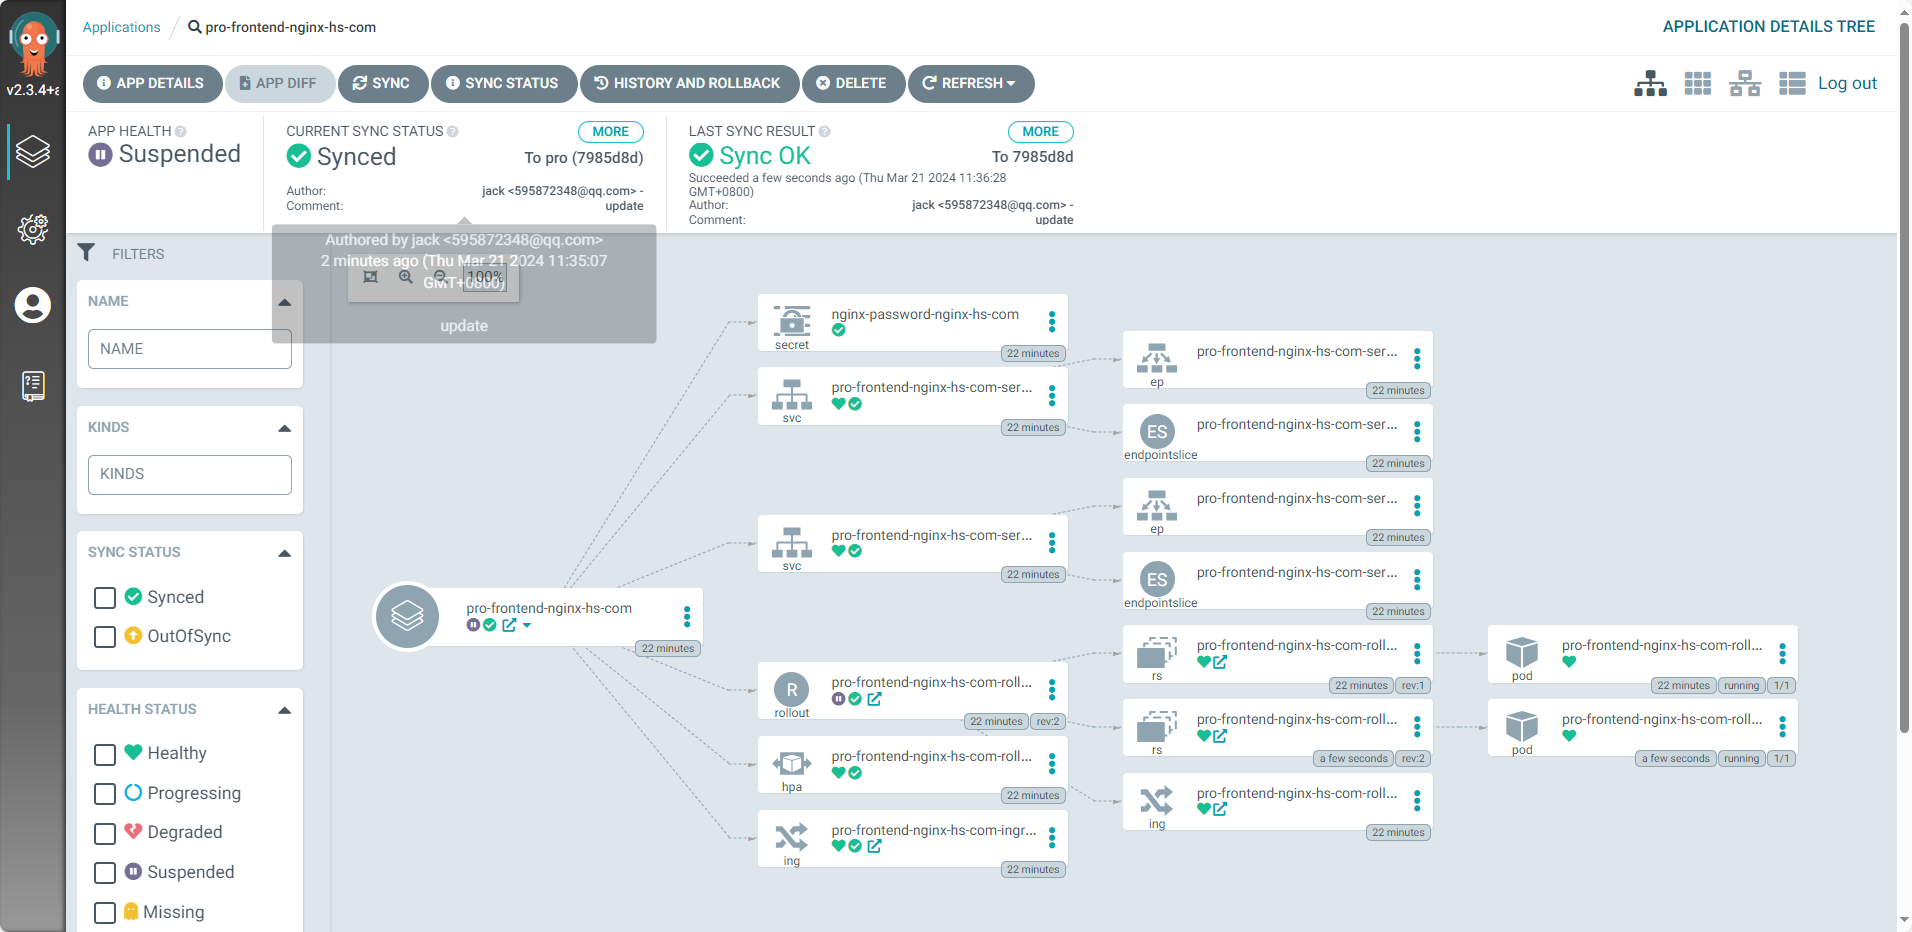 v2.3.4+a
Applications
pro-frontend-nginx-hs-com
APPLICATION DETAILS TREE
APP DETAILS
APP DIFF
SYNC
SYNC STATUS
HISTORY AND ROLLBACK
DELETE
REFRESH
Log out
APP HEALTH
Suspended
CURRENT SYNC STATUS
MORE
Synced
To pro (7985d8d)
Author:
jack <595872348@qq.com> -
Comment:
update
LAST SYNC RESULT
MORE
Sync OK
To 7985d8d
Succeeded a few seconds ago (Thu Mar 21 2024 11:36:28
GMT+0800)
Author:
jack <595872348@qq.com> -
Comment:
update
Authored by jack <595872348@qq.com>
2 minutes ago (Thu Mar 21 2024 11:35:07
GMT+0800)
update
100%
FILTERS
NAME
NAME
KINDS
KINDS
SYNC STATUS
Synced
OutOfSync
HEALTH STATUS
Healthy
Progressing
Degraded
Suspended
Missing
pro-frontend-nginx-hs-com
22 minutes
nginx-password-nginx-hs-com
secret
22 minutes
pro-frontend-nginx-hs-com-ser...
svc
22 minutes
pro-frontend-nginx-hs-com-ser...
svc
22 minutes
R
pro-frontend-nginx-hs-com-roll...
rollout
22 minutes
rev:2
pro-frontend-nginx-hs-com-roll...
hpa
22 minutes
pro-frontend-nginx-hs-com-ingr...
ing
22 minutes
pro-frontend-nginx-hs-com-ser...
ep
22 minutes
ES
pro-frontend-nginx-hs-com-ser...
endpointslice
22 minutes
pro-frontend-nginx-hs-com-ser...
ep
22 minutes
ES
pro-frontend-nginx-hs-com-ser...
endpointslice
22 minutes
pro-frontend-nginx-hs-com-roll...
rs
22 minutes
rev:1
pro-frontend-nginx-hs-com-roll...
rs
a few seconds
rev:2
pro-frontend-nginx-hs-com-roll...
ing
22 minutes
pro-frontend-nginx-hs-com-roll...
pod
22 minutes
running
1/1
pro-frontend-nginx-hs-com-roll...
pod
a few seconds
running
1/1